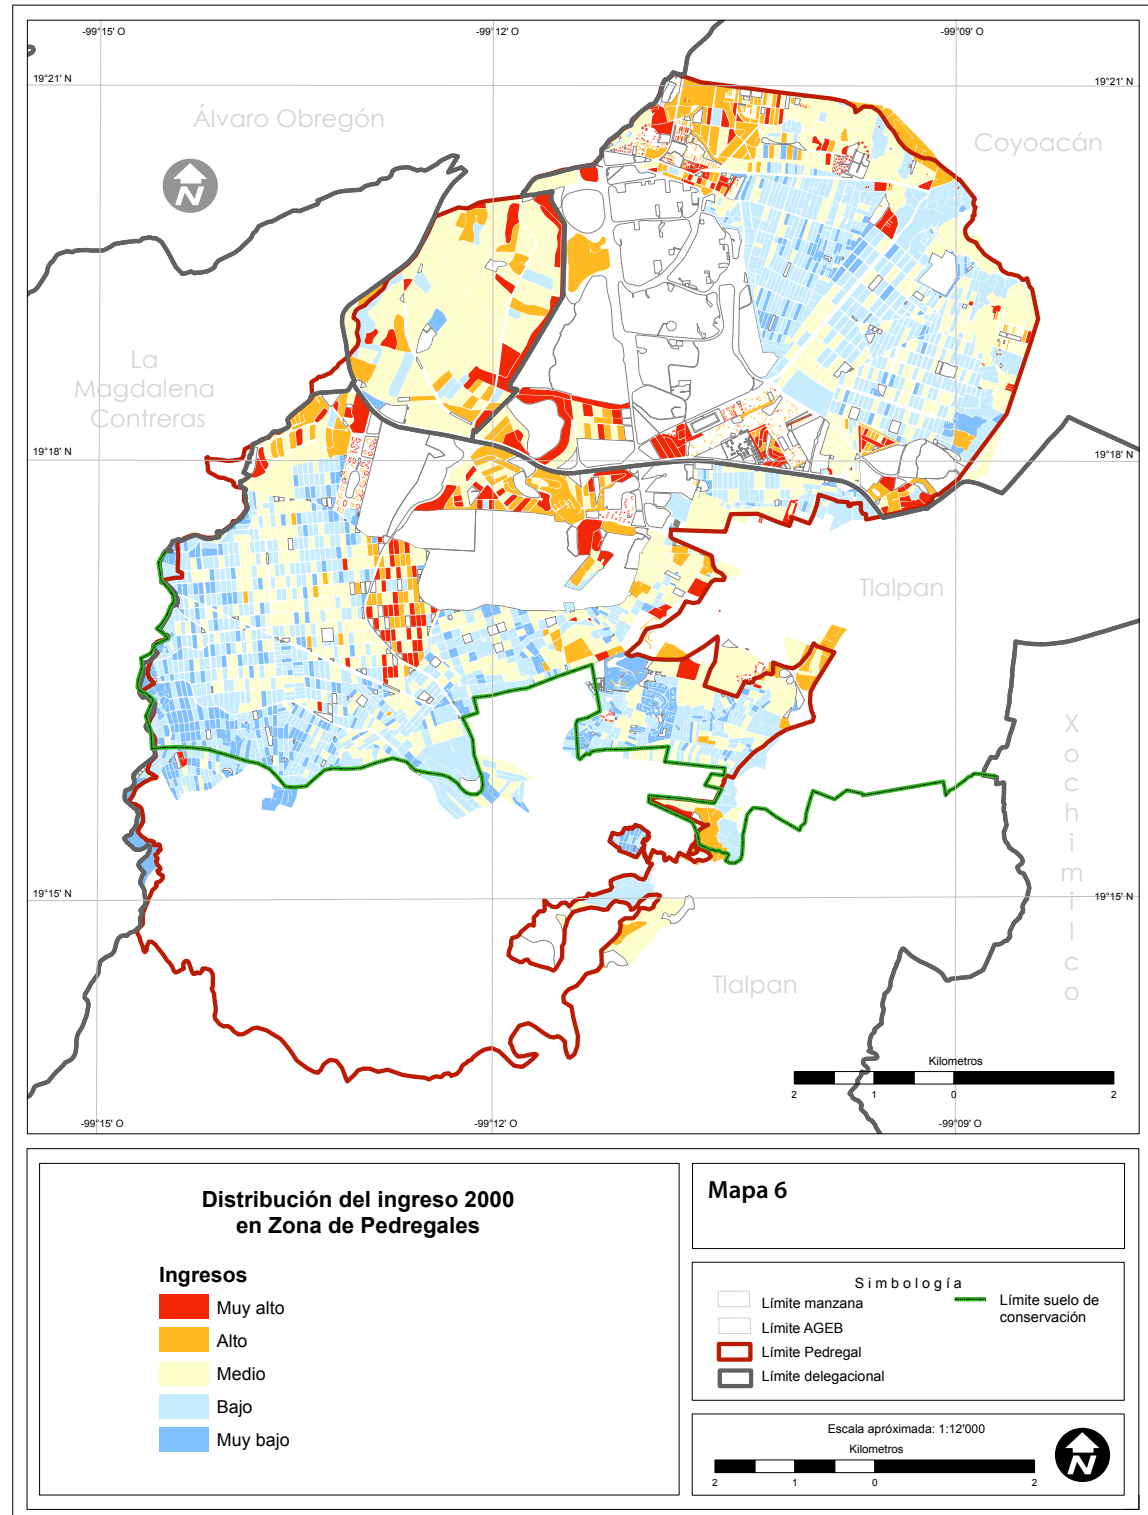 -99°15' O
-99°12' O
-99°09' O
19°21' N
19°21' N
Álvaro Obregón
Coyoacán
N
La
Magdalena
Contreras
19°18' N
19°18' N
Tlalpan
Xochimilco
19°15' N
19°15' N
Tlalpan
Kilometros
2 1 0 2
-99°15' O
-99°12' O
-99°09' O
Distribución del ingreso 2000
en Zona de Pedregales
Ingresos
Muy alto
Alto
Medio
Bajo
Muy bajo
Mapa 6
Simbología
Límite manzana
Límite AGEB
Límite Pedregal
Límite delegacional
Límite suelo de
conservación
Escala apróximada: 1:12'000
Kilometros
2 1 0 2
N